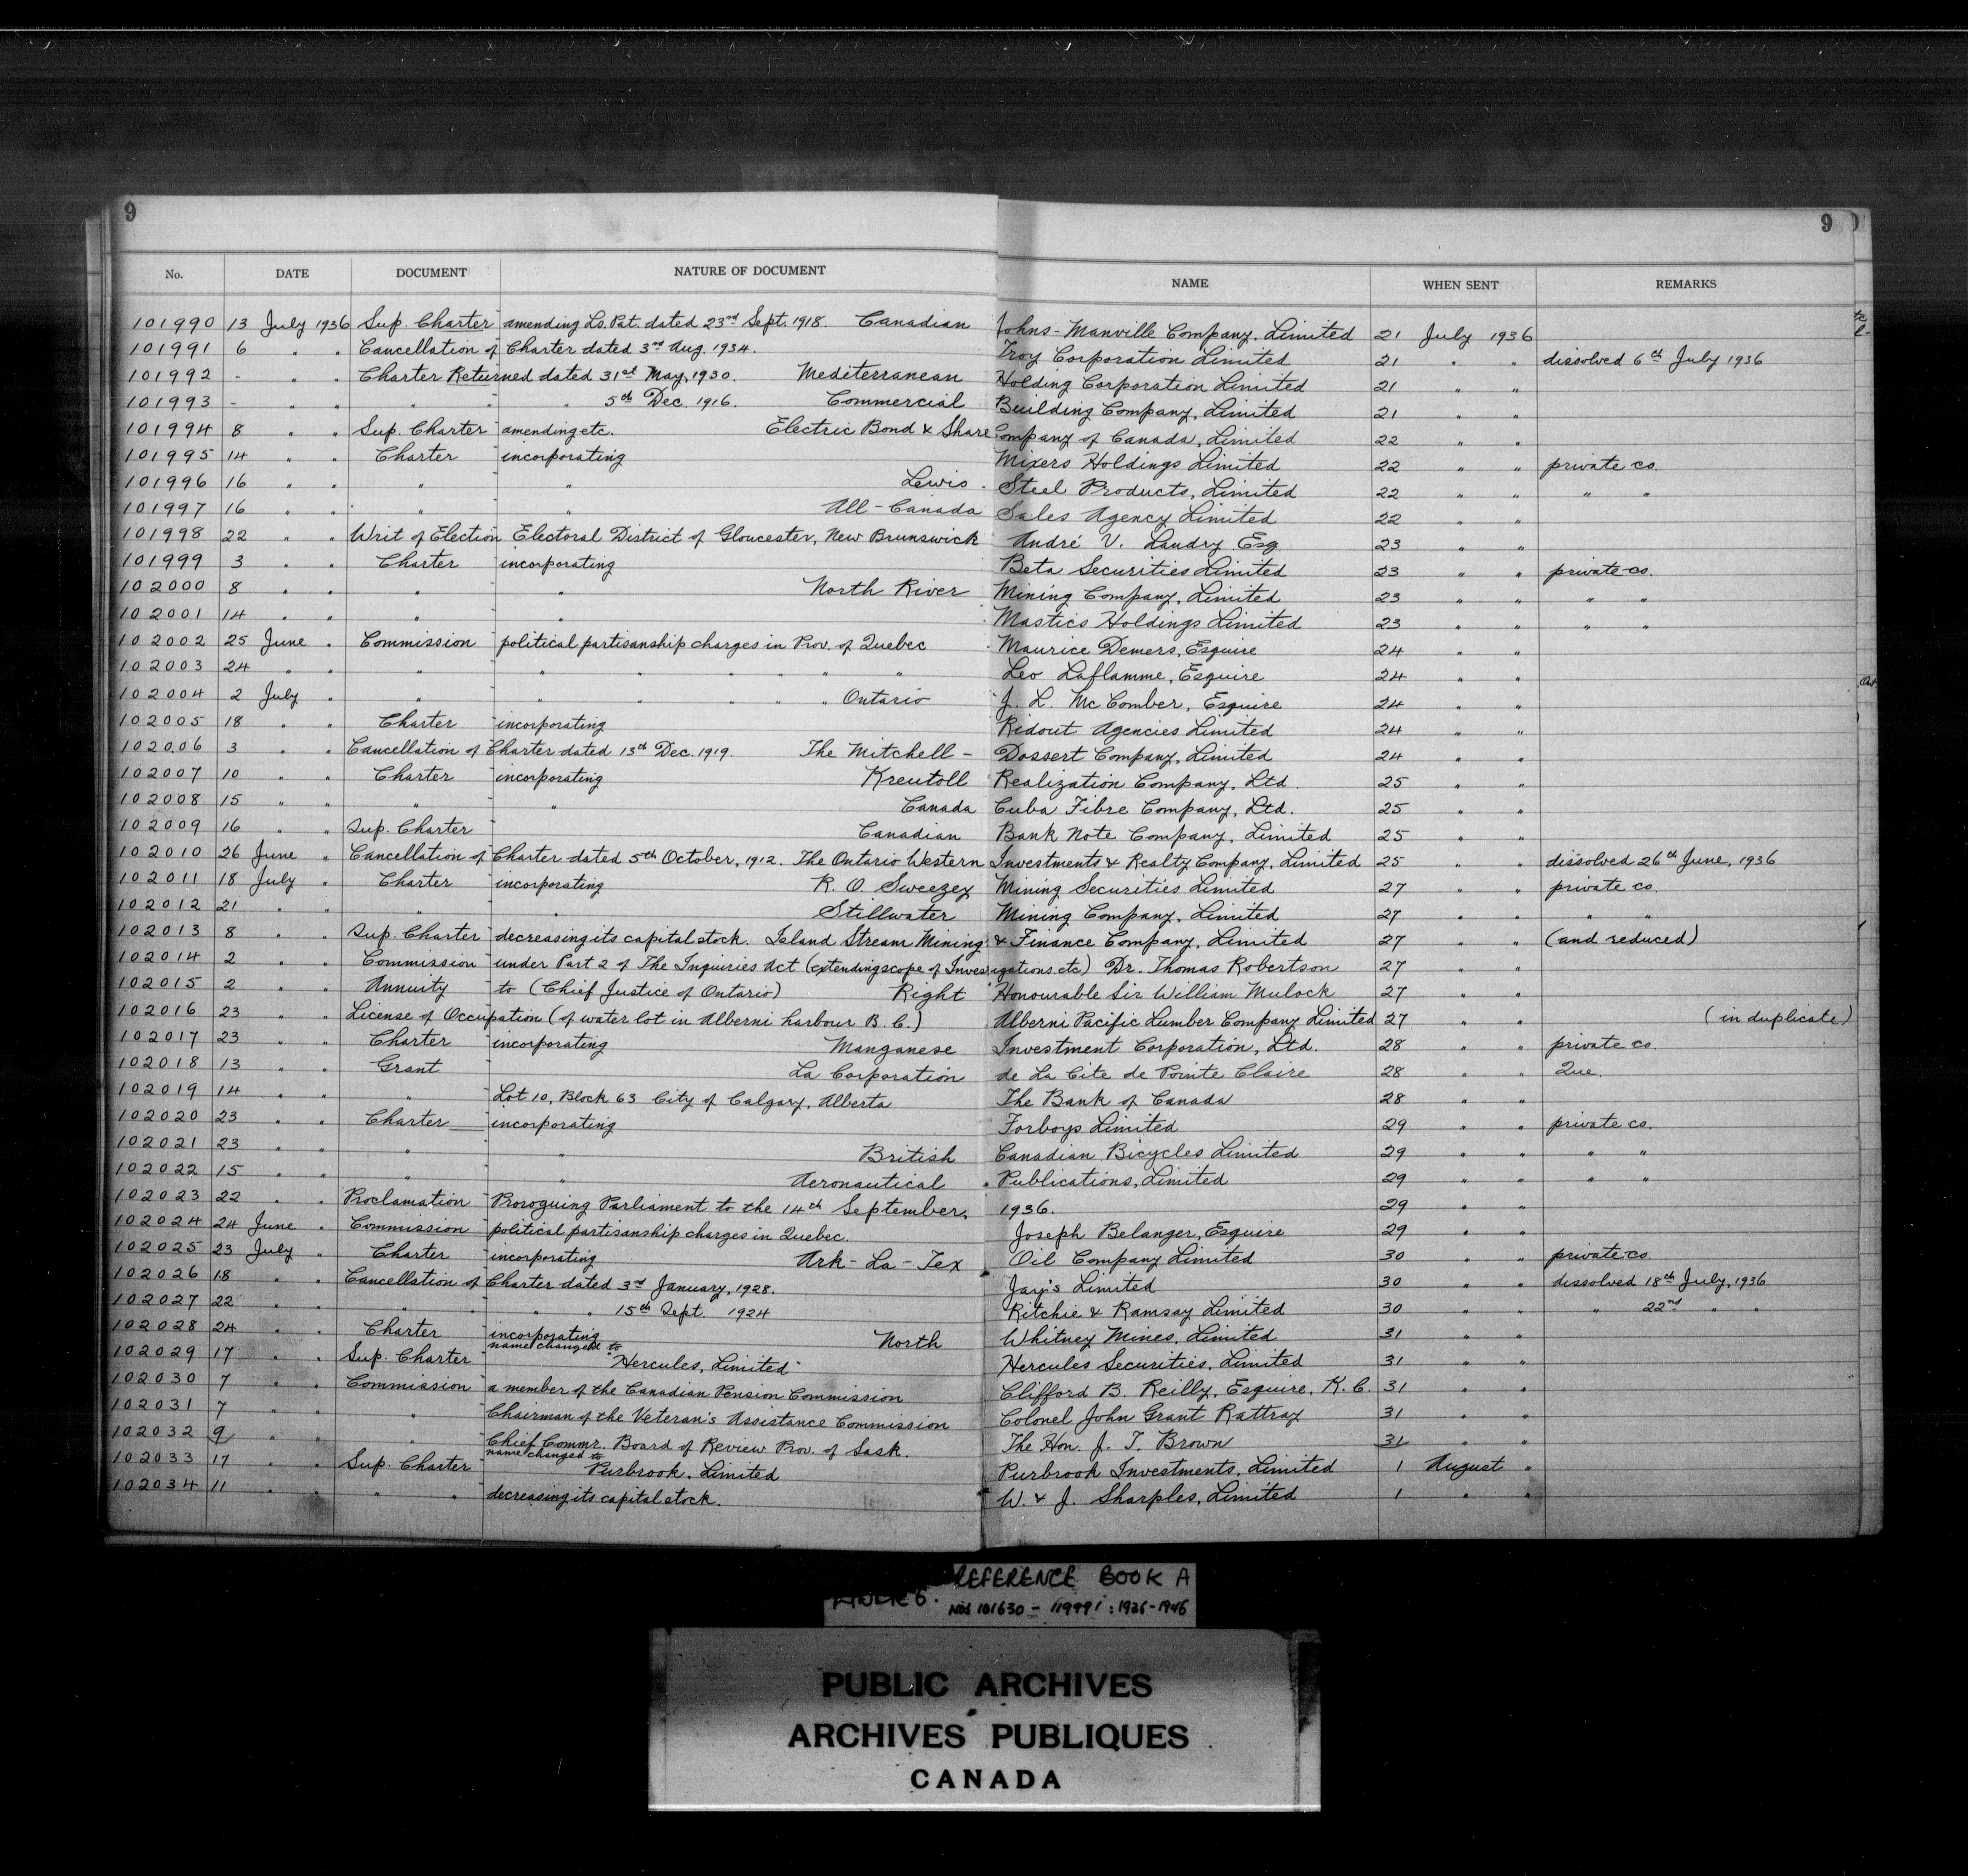 9 9
No. DATE DOCUMENT NATURE OF DOCUMENT NAME WHEN SENT REMARKS
101990 13 July 1936 Sup. Charter amending Ls. Pat. dated 23rd Sept. 1918. Canadian Johns-Manville Company, Limited 21 July 1936
101991 6 " " Cancellation of Charter dated 3rd Aug. 1934. Troy Corporation Limited 21 " " dissolved 6th July 1936
101992 - " " Charter Returned dated 31st May, 1930. Mediterranean Holding Corporation Limited 21 " "
101993 - " " " " " 5th Dec. 1916. Commercial Building Company, Limited 21 " "
101994 8 " " Sup. Charter amending etc. Electric Bond & Share Company of Canada, Limited 22 " "
101995 14 " " Charter incorporating Mixers Holdings Limited 22 " " private co.
101996 16 " " " " Lewis Steel Products, Limited 22 " " " "
101997 16 " " " " All-Canada Sales Agency Limited 22 " "
101998 22 " " Writ of Election Electoral District of Gloucester, New Brunswick André V. Landry Esq. 23 " "
101999 3 " " Charter incorporating Beta Securities Limited 23 " " private co.
102000 8 " " " " North River Mining Company, Limited 23 " " " "
102001 14 " " " " Mastics Holdings Limited 23 " " " "
102002 25 June " Commission political partisanship charges in Prov. of Quebec Maurice Demers, Esquire 24 " "
102003 24 " " " " " " " " " Leo Laflamme, Esquire 24 " "
102004 2 July " " " " " " " Ontario J. L. McComber, Esquire 24 " "
102005 18 " " Charter incorporating Ridout Agencies Limited 24 " "
102006 3 " " Cancellation of Charter dated 13th Dec. 1919. The Mitchell- Dossert Company, Limited 24 " "
102007 10 " " Charter incorporating Kreutoll Realization Company, Ltd. 25 " "
102008 15 " " " " Canada Cuba Fibre Company, Ltd. 25 " "
102009 16 " " Sup. Charter Canadian Bank Note Company, Limited 25 " "
102010 26 June " Cancellation of Charter dated 5th October, 1912. The Ontario Western Investments & Realty Company, Limited 25 " " dissolved 26th June, 1936
102011 18 July " Charter incorporating R. O. Sweezey Mining Securities Limited 27 " " private co.
102012 21 " " " " Stillwater Mining Company, Limited 27 " " " "
102013 8 " " Sup. Charter decreasing its capital stock. Island Stream Mining & Finance Company, Limited 27 " " (and reduced)
102014 2 " " Commission under Part 2 of The Inquiries Act (extending scope of Investigations etc) Dr. Thomas Robertson 27 " "
102015 2 " " Annuity to (Chief Justice of Ontario) Right Honourable Sir William Mulock 27 " "
102016 23 " " License of Occupation (of water lot in Alberni harbour B.C.) Alberni Pacific Lumber Company Limited 27 " " (in duplicate)
102017 23 " " Charter incorporating Manganese Investment Corporation, Ltd. 28 " " private co.
102018 13 " " Grant La Corporation de La Cite de Pointe Claire 28 " " Que.
102019 14 " " " Lot 10, Block 63 City of Calgary, Alberta The Bank of Canada 28 " "
102020 23 " " Charter incorporating Forboys Limited 29 " " private co.
102021 23 " " " " British Canadian Bicycles Limited 29 " " " "
102022 15 " " " " Aeronautical Publications, Limited 29 " " " "
102023 22 " " Proclamation Proroguing Parliament to the 14th September, 1936. 29 " "
102024 24 June " Commission political partisanship charges in Quebec. Joseph Belanger, Esquire 29 " "
102025 23 July " Charter incorporating Ark-La-Tex Oil Company Limited 30 " " private co.
102026 18 " " Cancellation of Charter dated 3rd January, 1928. Jay's Limited 30 " " dissolved 18th July, 1936
102027 22 " " " " " " 15th Sept. 1924 Ritchie & Ramsay Limited 30 " " " 22nd " "
102028 24 " " Charter incorporating North Whitney Mines, Limited 31 " "
102029 17 " " Sup. Charter name changed to "Hercules, Limited" Hercules Securities, Limited 31 " "
102030 7 " " Commission a member of the Canadian Pension Commission Clifford B. Reilly, Esquire, K.C. 31 " "
102031 7 " " " Chairman of the Veteran's Assistance Commission Colonel John Grant Rattray 31 " "
102032 9 " " " Chief Commr. Board of Review Prov. of Sask. The Hon. J. T. Brown 31 " "
102033 17 " " Sup. Charter name changed to Purbrook, Limited Purbrook Investments, Limited 1 August "
102034 11 " " " " decreasing its capital stock. W. & J. Sharples, Limited 1 " "
REFERENCE BOOK A
Nos 101630 - 119991 : 1936-1946
PUBLIC ARCHIVES
ARCHIVES PUBLIQUES
CANADA